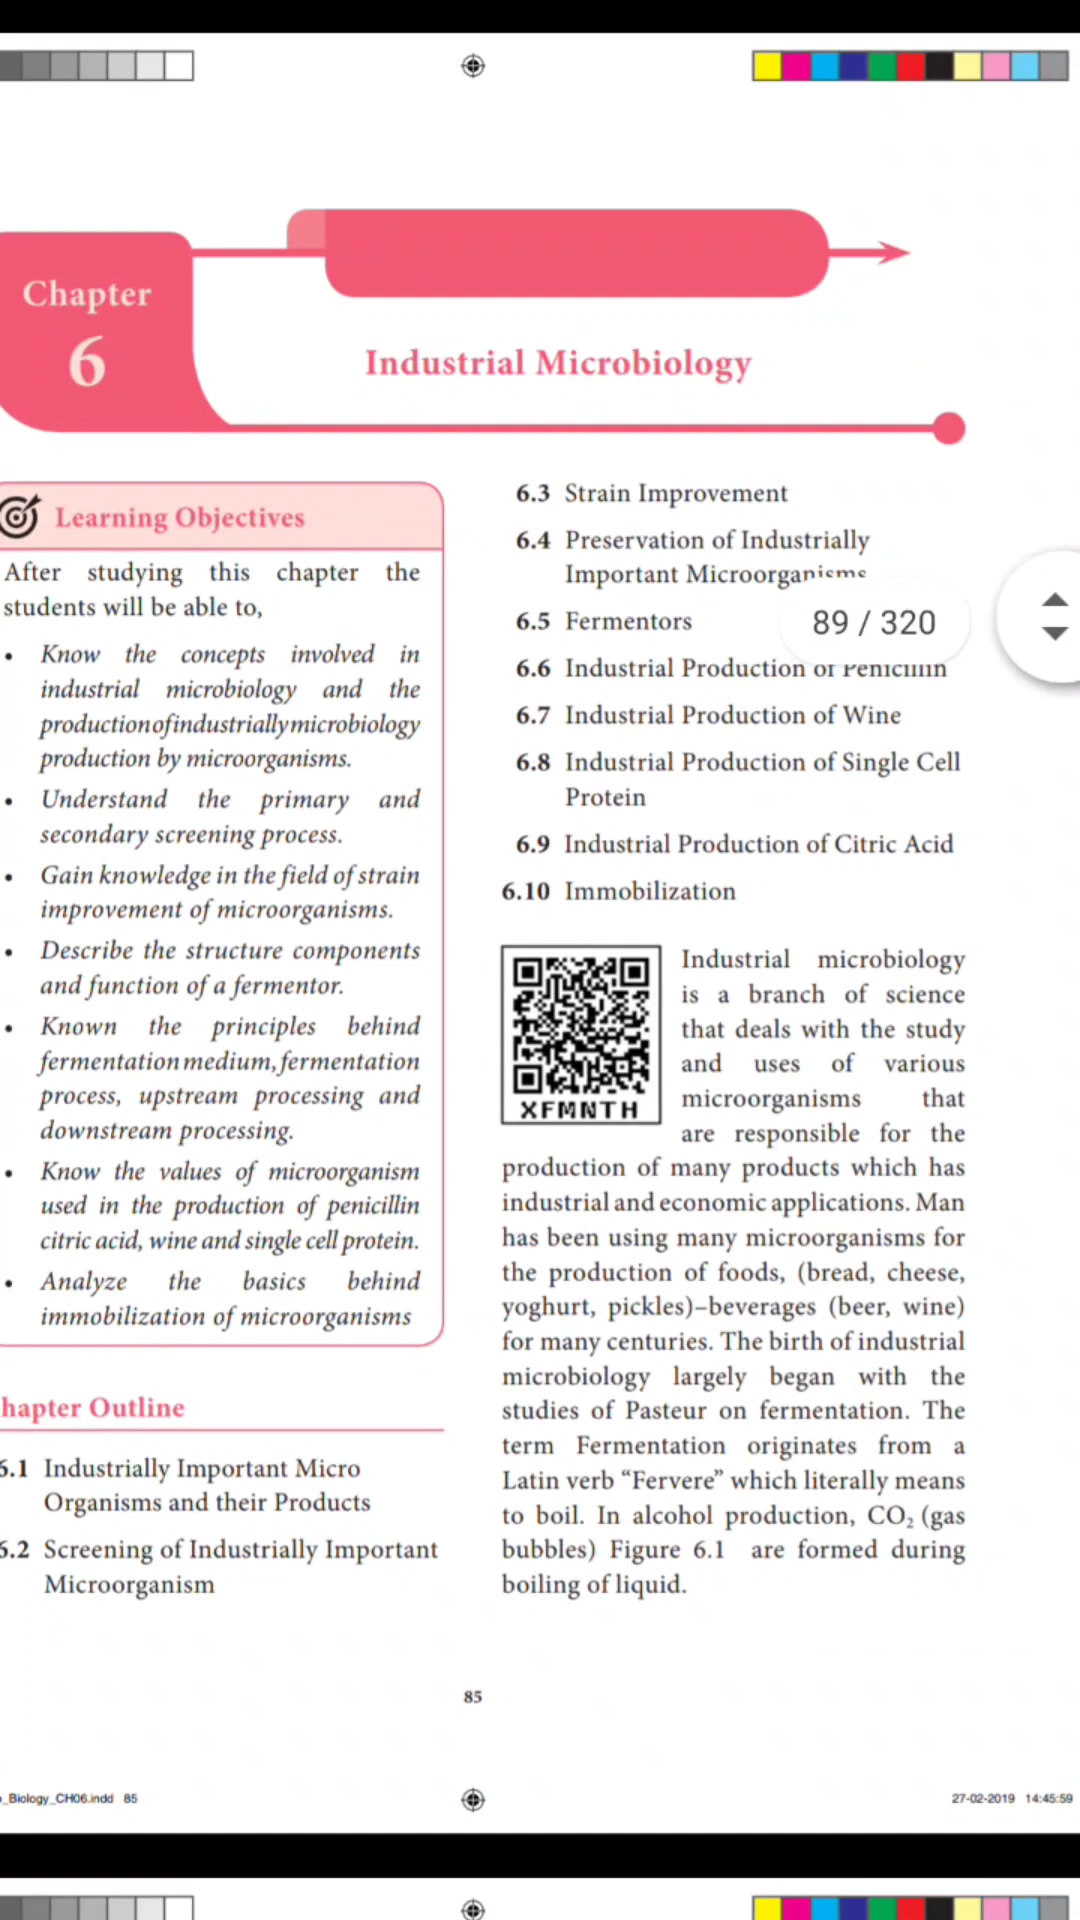 Chapter
6
Industrial Microbiology
Learning Objectives
After studying this chapter the
students will be able to,
• Know the concepts involved in
industrial microbiology and the
productionofindustriallymicrobiology
production by microorganisms.
• Understand the primary and
secondary screening process.
• Gain knowledge in the field of strain
improvement of microorganisms.
• Describe the structure components
and function of a fermentor.
• Known the principles behind
fermentation medium, fermentation
process, upstream processing and
downstream processing.
• Know the values of microorganism
used in the production of penicillin
citric acid, wine and single cell protein.
• Analyze the basics behind
immobilization of microorganisms
hapter Outline
6.1 Industrially Important Micro
Organisms and their Products
6.2 Screening of Industrially Important
Microorganism
6.3 Strain Improvement
6.4 Preservation of Industrially
Important Microorganisms
6.5 Fermentors
89 / 320
6.6 Industrial Production of Penicillin
6.7 Industrial Production of Wine
6.8 Industrial Production of Single Cell
Protein
6.9 Industrial Production of Citric Acid
6.10 Immobilization
XFMNTH
Industrial microbiology
is a branch of science
that deals with the study
and uses of various
microorganisms that
are responsible for the
production of many products which has
industrial and economic applications. Man
has been using many microorganisms for
the production of foods, (bread, cheese,
yoghurt, pickles)–beverages (beer, wine)
for many centuries. The birth of industrial
microbiology largely began with the
studies of Pasteur on fermentation. The
term Fermentation originates from a
Latin verb “Fervere” which literally means
to boil. In alcohol production, CO₂ (gas
bubbles) Figure 6.1 are formed during
boiling of liquid.
85
_Biology_CH06.indd 85
27-02-2019 14:45:59